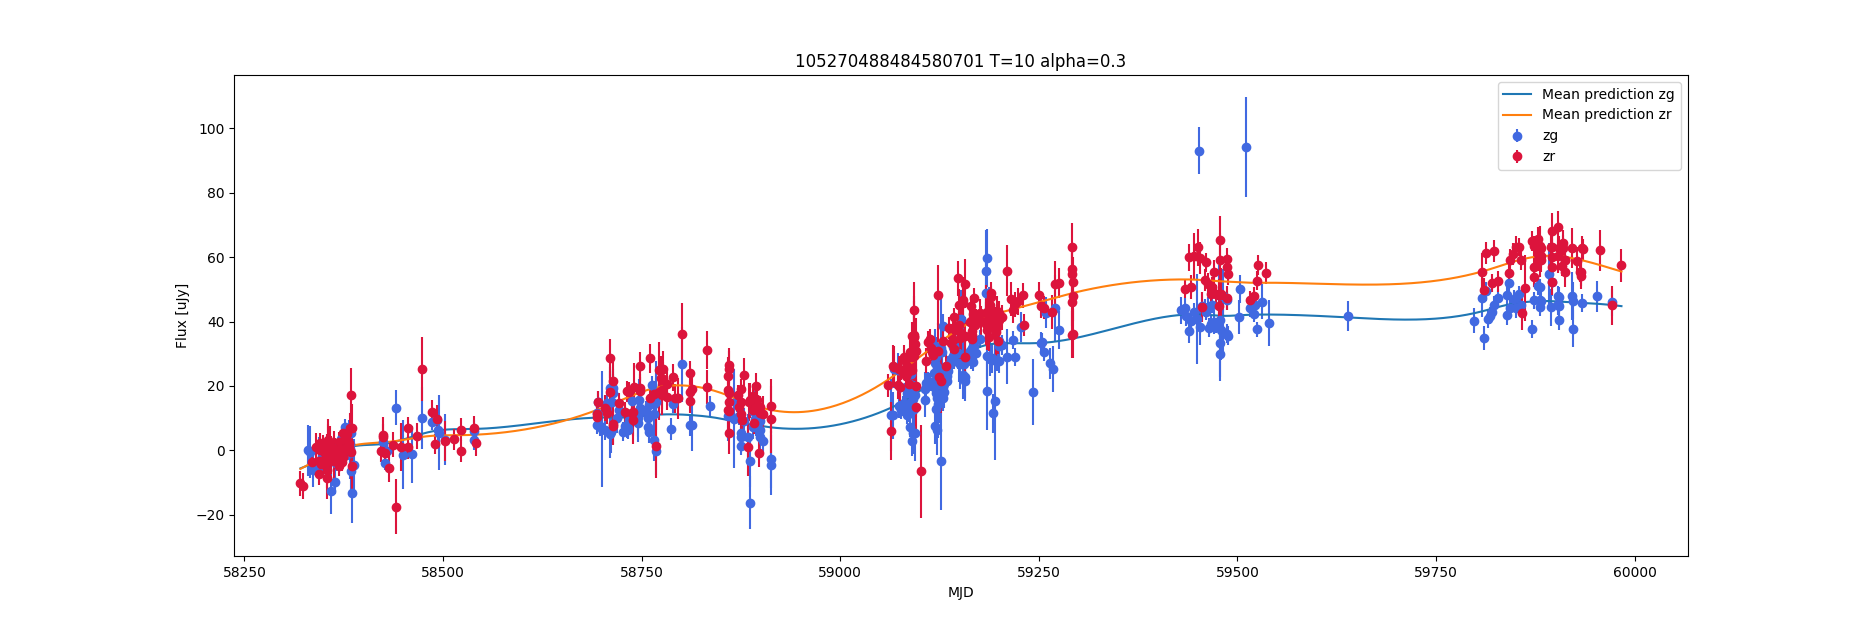 105270488484580701 T=10 alpha=0.3
Mean prediction zg
Mean prediction zr
zg
zr
100
80
60
40
20
0
−20
Flux [uJy]
58250 58500 58750 59000 59250 59500 59750 60000
MJD